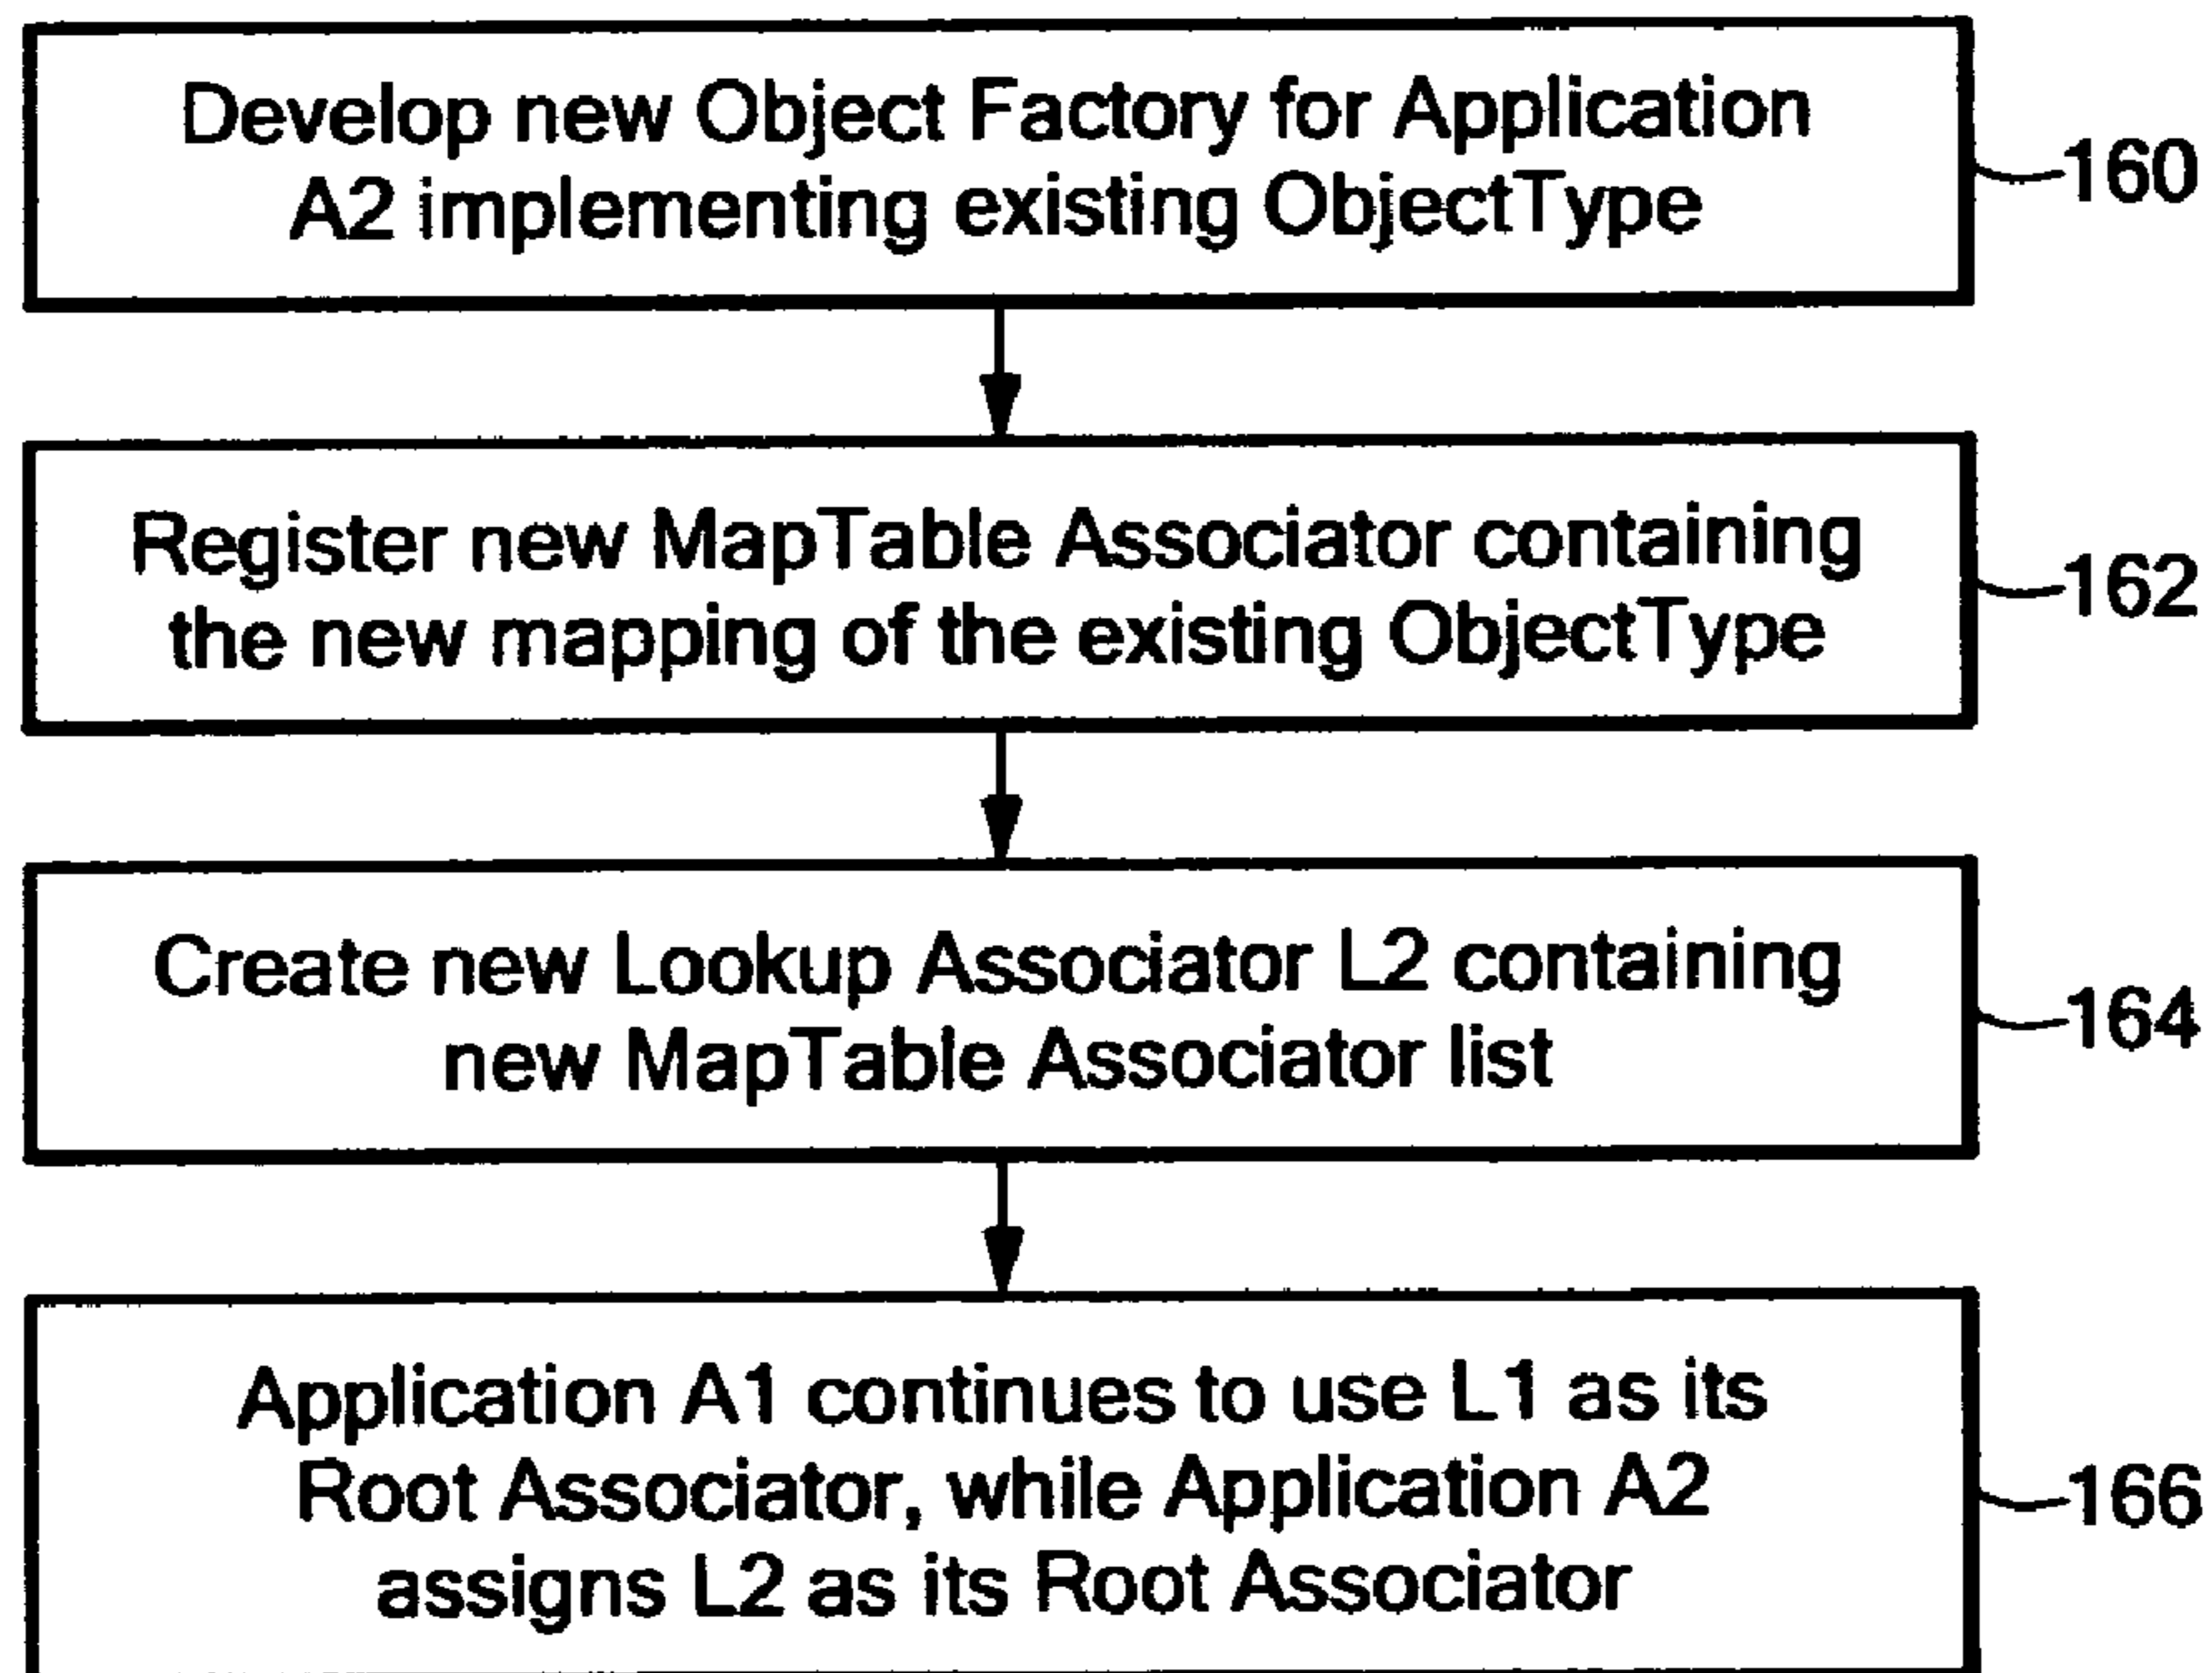 Develop new Object Factory for Application
A2 implementing existing ObjectType
160
Register new MapTable Associator containing
the new mapping of the existing ObjectType
162
Create new Lookup Associator L2 containing
new MapTable Associator list
164
Application A1 continues to use L1 as its
Root Associator, while Application A2
assigns L2 as its Root Associator
166